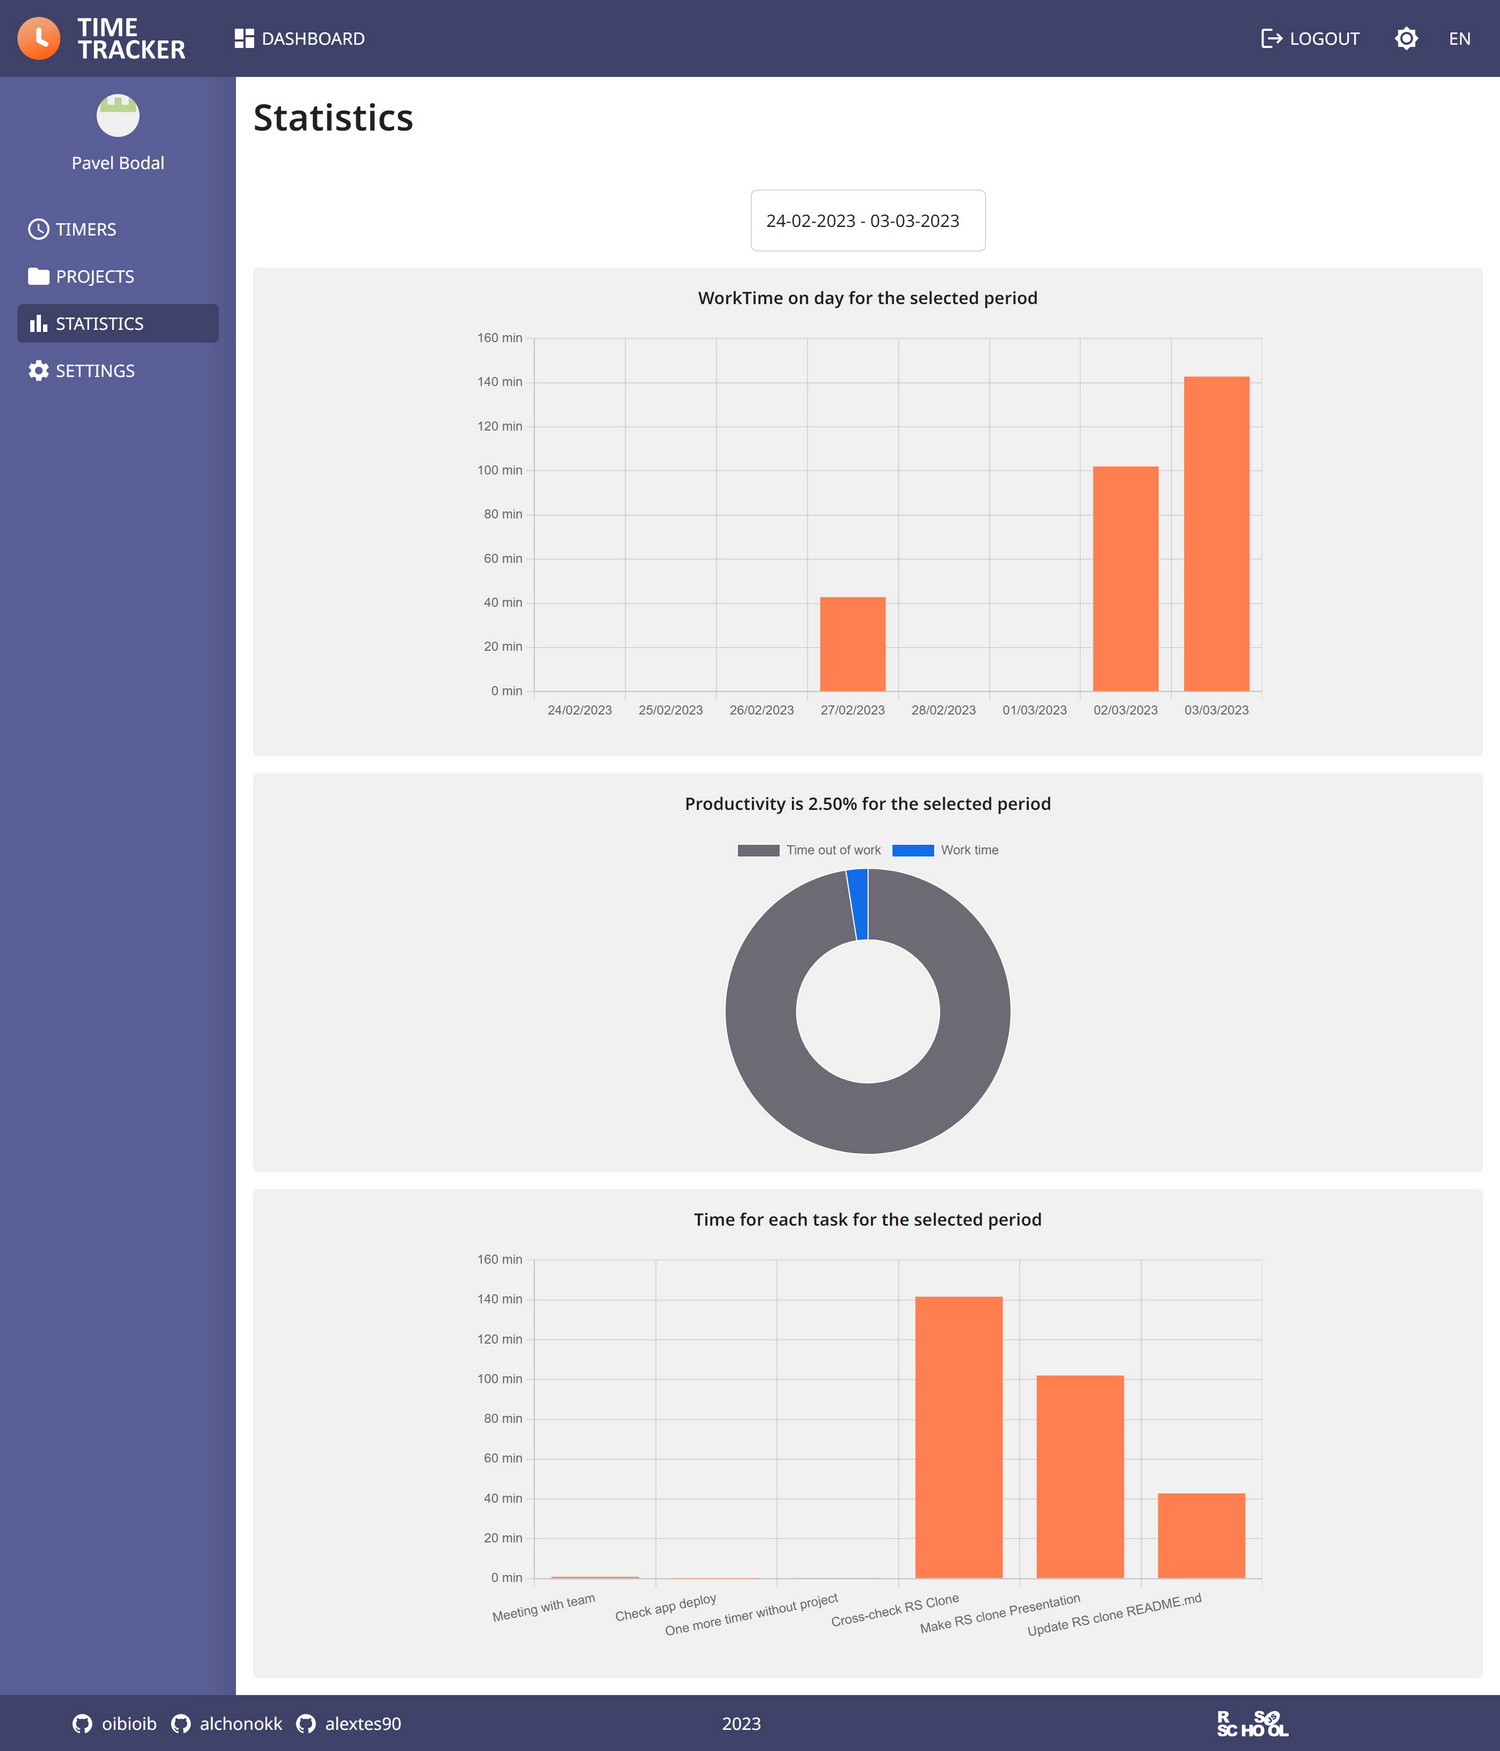 TIME
TRACKER
DASHBOARD
LOGOUT
EN
Pavel Bodal
TIMERS
PROJECTS
STATISTICS
SETTINGS
Statistics
24-02-2023 - 03-03-2023
WorkTime on day for the selected period
160 min
140 min
120 min
100 min
80 min
60 min
40 min
20 min
0 min
24/02/2023
25/02/2023
26/02/2023
27/02/2023
28/02/2023
01/03/2023
02/03/2023
03/03/2023
Productivity is 2.50% for the selected period
Time out of work
Work time
Time for each task for the selected period
160 min
140 min
120 min
100 min
80 min
60 min
40 min
20 min
0 min
Meeting with team
Check app deploy
One more timer without project
Cross-check RS Clone
Make RS clone Presentation
Update RS clone README.md
oibioib
alchonokk
alextes90
2023
RS
SCHOOL